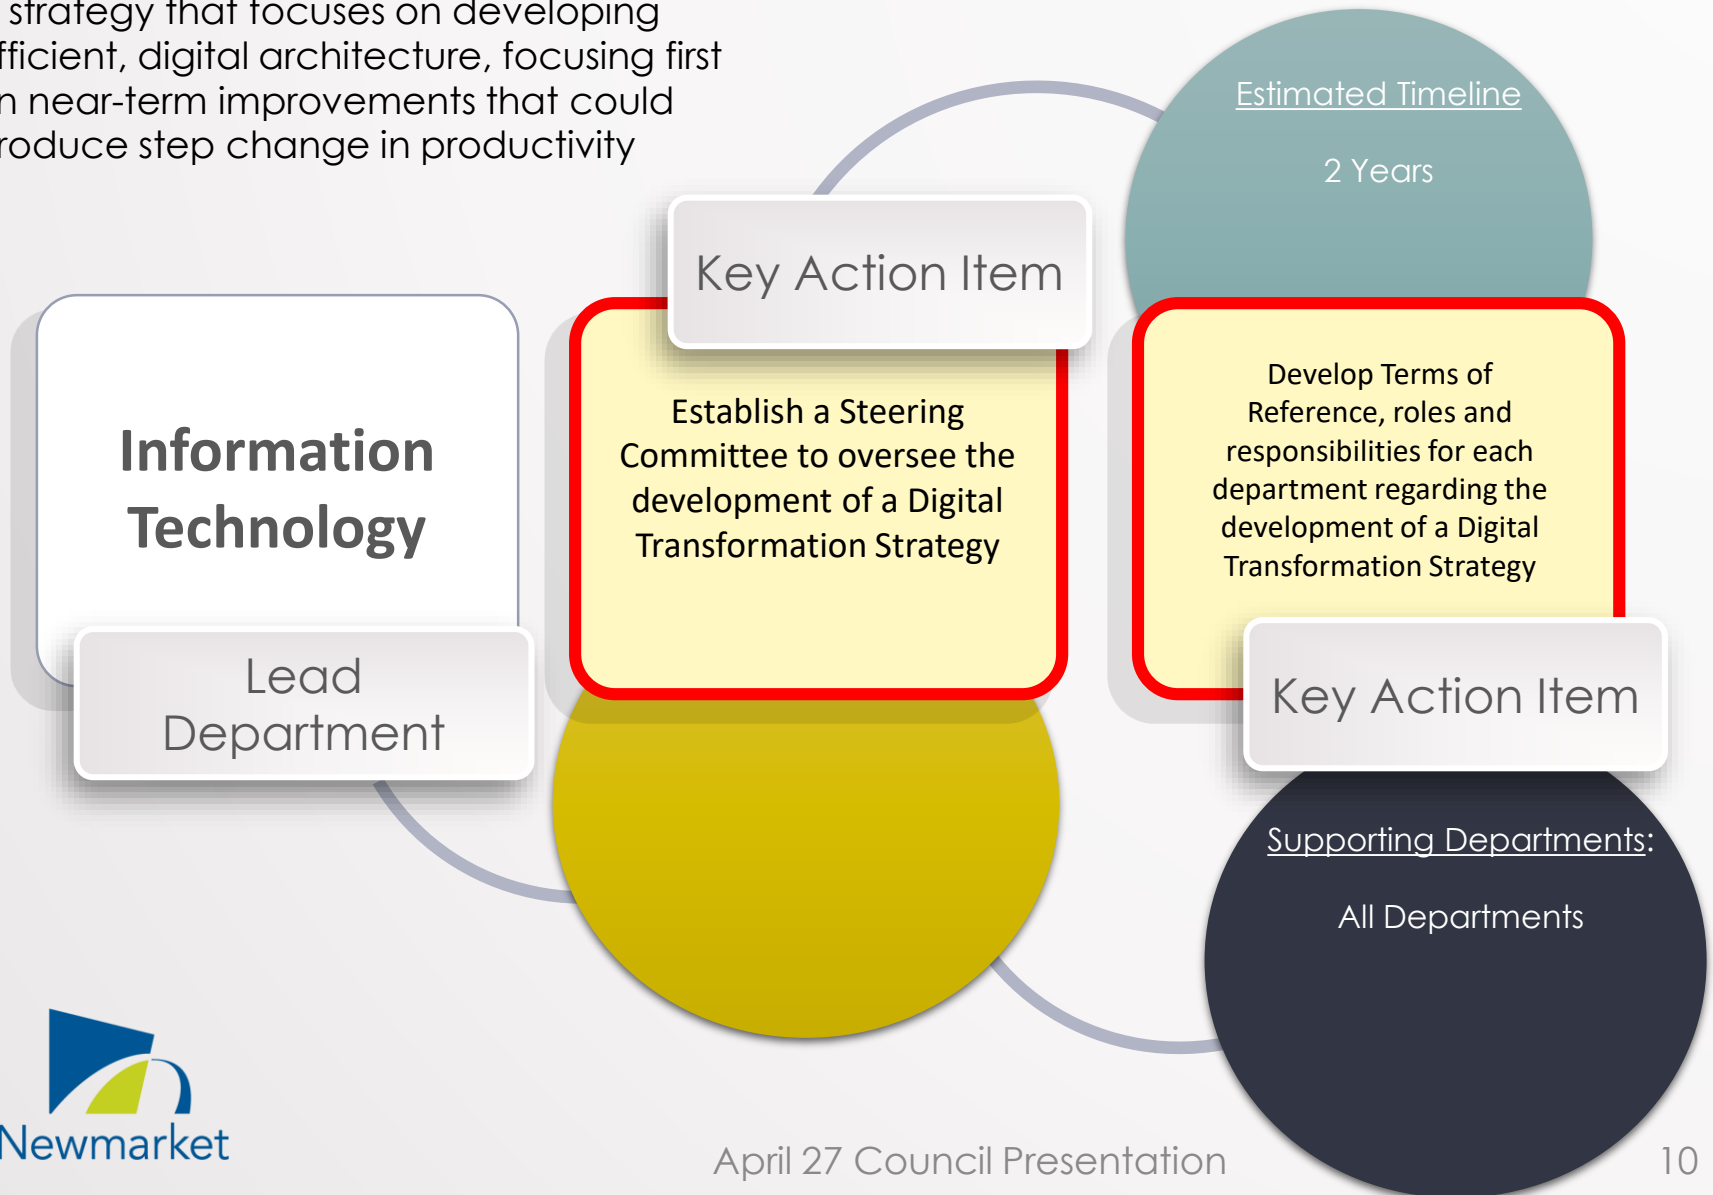 strategy that focuses on developing
fficient, digital architecture, focusing first
n near-term improvements that could
roduce step change in productivity
Estimated Timeline
2 Years
Key Action Item
Information
Technology
Lead
Department
Establish a Steering
Committee to oversee the
development of a Digital
Transformation Strategy
Develop Terms of
Reference, roles and
responsibilities for each
department regarding the
development of a Digital
Transformation Strategy
Key Action Item
Supporting Departments:
All Departments
Newmarket
April 27 Council Presentation
10